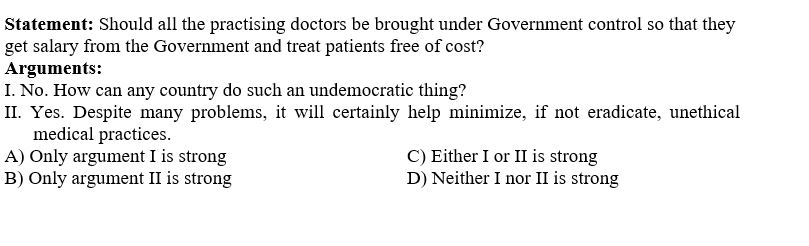 Statement: Should all the practising doctors be brought under Government control so that they
get salary from the Government and treat patients free of cost?
Arguments:
I. No. How can any country do such an undemocratic thing?
II. Yes. Despite many problems, it will certainly help minimize, if not eradicate, unethical
medical practices.
A) Only argument I is strong
C) Either I or II is strong
B) Only argument II is strong
D) Neither I nor II is strong